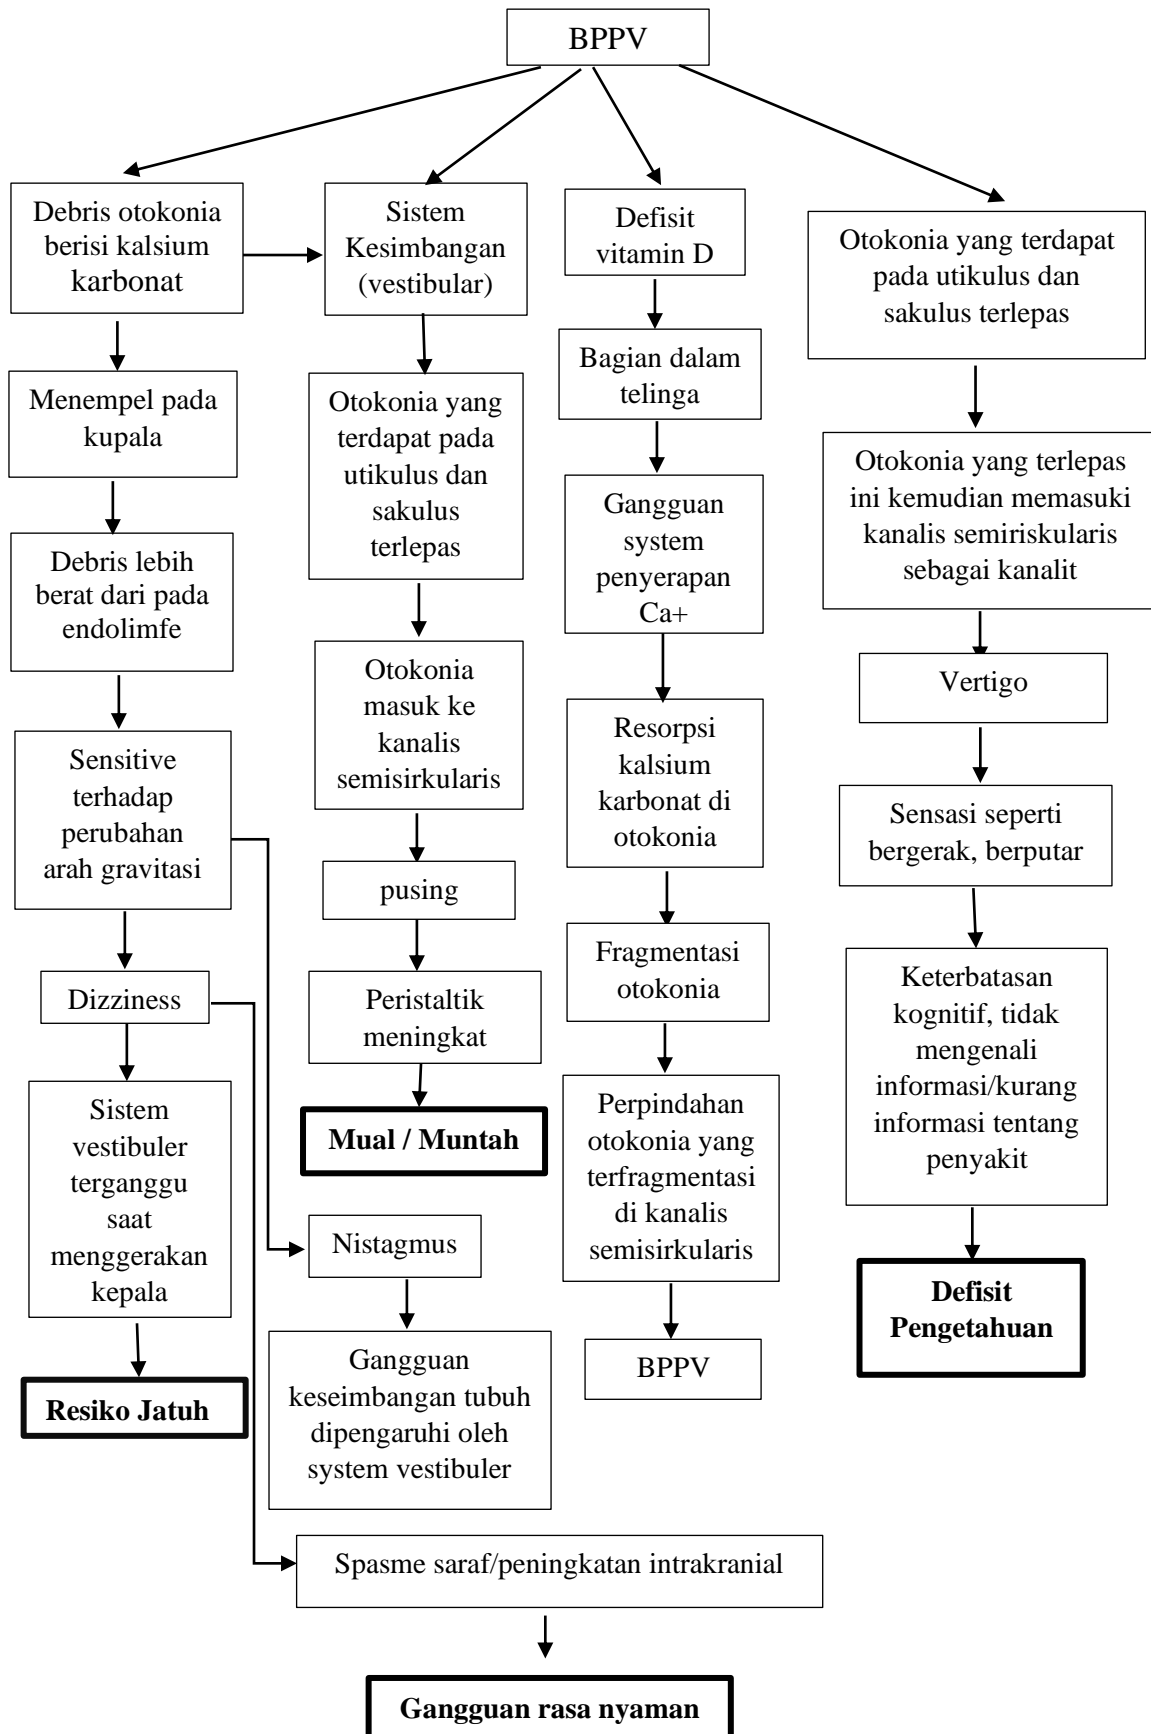 BPPV
Debris otokonia
berisi kalsium
karbonat
Sistem
Kesimbangan
(vestibular)
Defisit
vitamin D
Otokonia yang terdapat
pada utikulus dan
sakulus terlepas
Menempel pada
kupala
Otokonia yang
terdapat pada
utikulus dan
sakulus
terlepas
Bagian dalam
telinga
Otokonia yang terlepas
ini kemudian memasuki
kanalis semiriskularis
sebagai kanalit
Debris lebih
berat dari pada
endolimfe
Gangguan
system
penyerapan
Ca+
Otokonia
masuk ke
kanalis
semisirkularis
Vertigo
Sensitive
terhadap
perubahan
arah gravitasi
Resorpsi
kalsium
karbonat di
otokonia
Sensasi seperti
bergerak, berputar
pusing
Fragmentasi
otokonia
Keterbatasan
kognitif, tidak
mengenali
informasi/kurang
informasi tentang
penyakit
Dizziness
Peristaltik
meningkat
Sistem
vestibuler
terganggu
saat
menggerakan
kepala
Mual / Muntah
Perpindahan
otokonia yang
terfragmentasi
di kanalis
semisirkularis
Nistagmus
Defisit
Pengetahuan
Resiko Jatuh
Gangguan
keseimbangan tubuh
dipengaruhi oleh
system vestibuler
BPPV
Spasme saraf/peningkatan intrakranial
Gangguan rasa nyaman